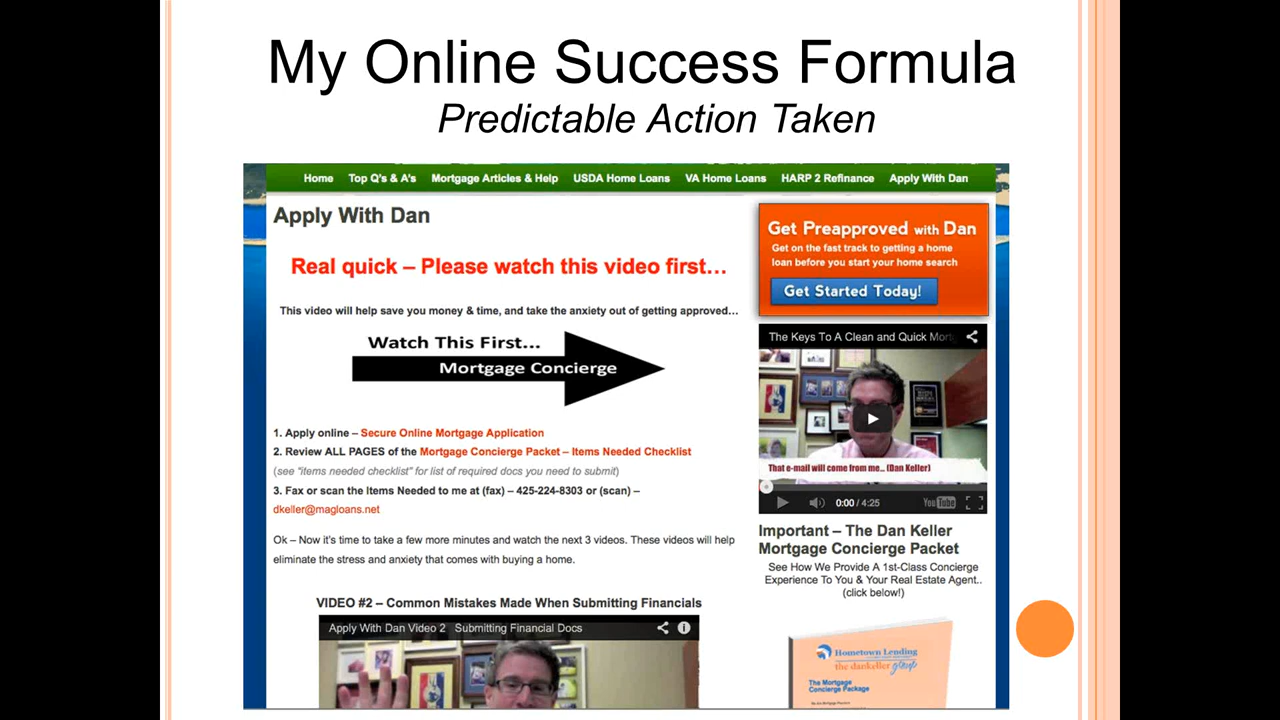 My Online Success Formula
Predictable Action Taken
Home Top Q's & A's Mortgage Articles & Help USDA Home Loans VA Home Loans HARP 2 Refinance Apply With Dan
Apply With Dan
Real quick – Please watch this video first…
This video will help save you money & time, and take the anxiety out of getting approved…
Watch This First...
Mortgage Concierge
1. Apply online – Secure Online Mortgage Application
2. Review ALL PAGES of the Mortgage Concierge Packet – Items Needed Checklist
(see "items needed checklist" for list of required docs you need to submit)
3. Fax or scan the Items Needed to me at (fax) – 425-224-8303 or (scan) –
dkeller@magloans.net
Ok – Now it's time to take a few more minutes and watch the next 3 videos. These videos will help
eliminate the stress and anxiety that comes with buying a home.
VIDEO #2 – Common Mistakes Made When Submitting Financials
Apply With Dan Video 2 Submitting Financial Docs
Get Preapproved with Dan
Get on the fast track to getting a home
loan before you start your home search
Get Started Today!
The Keys To A Clean and Quick Mort
That e-mail will come from me... (Dan Keller)
0:00 / 4:25 YouTube
Important – The Dan Keller
Mortgage Concierge Packet
See How We Provide A 1st-Class Concierge
Experience To You & Your Real Estate Agent..
(click below!)
Hometown Lending
the dankeller group
The Mortgage
Concierge Package